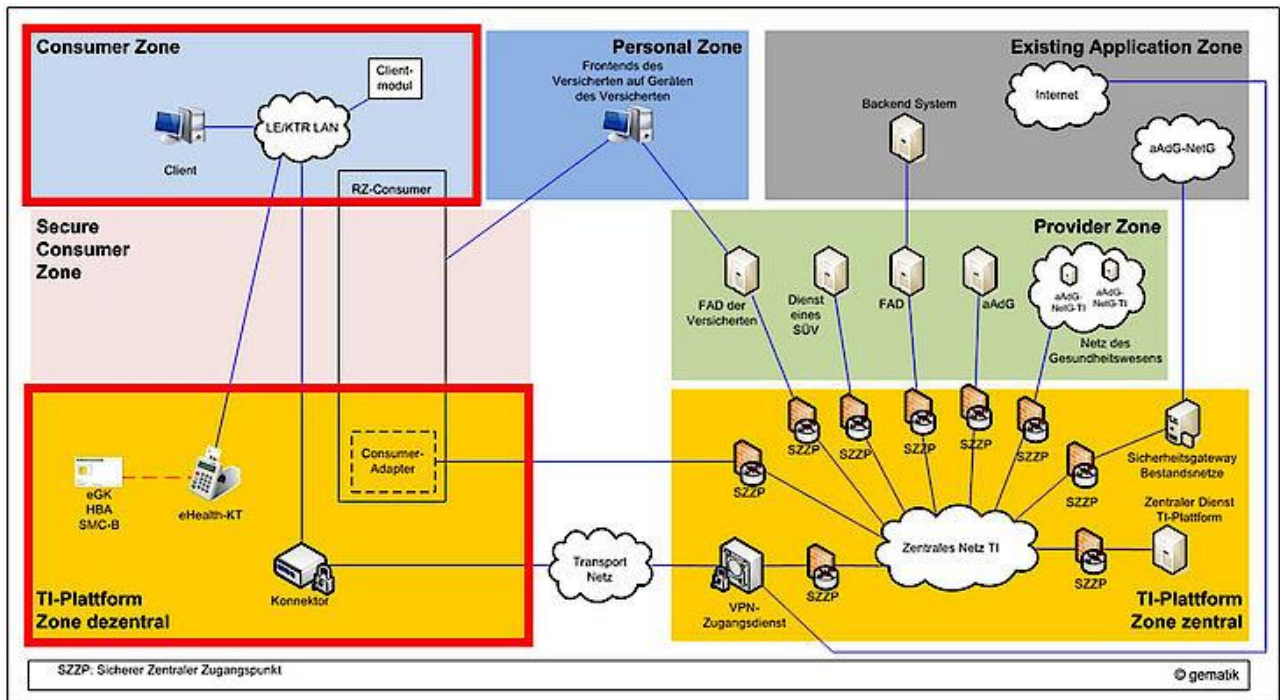 Consumer Zone
Client-
modul
LE/KTR LAN
Client
RZ-Consumer
Personal Zone
Frontends des
Versicherten auf Geräten
des Versicherten
Existing Application Zone
Internet
Backend System
aAdG-NetG
Secure
Consumer
Zone
Provider Zone
FAD der
Versicherten
Dienst
eines
SÜV
FAD
aAdG
aAdG-
NetG-TI
aAdG-
NetG-TI
Netz des
Gesundheitswesens
eGK
HBA
SMC-B
eHealth-KT
Consumer-
Adapter
Konnektor
TI-Plattform
Zone dezentral
Transport
Netz
SZZP
SZZP
SZZP
SZZP
SZZP
SZZP
SZZP
Sicherheitsgateway
Bestandsnetze
Zentraler Dienst
TI-Plattform
Zentrales Netz TI
SZZP
SZZP
VPN-
Zugangsdienst
TI-Plattform
Zone zentral
SZZP: Sicherer Zentraler Zugangspunkt
© gematik